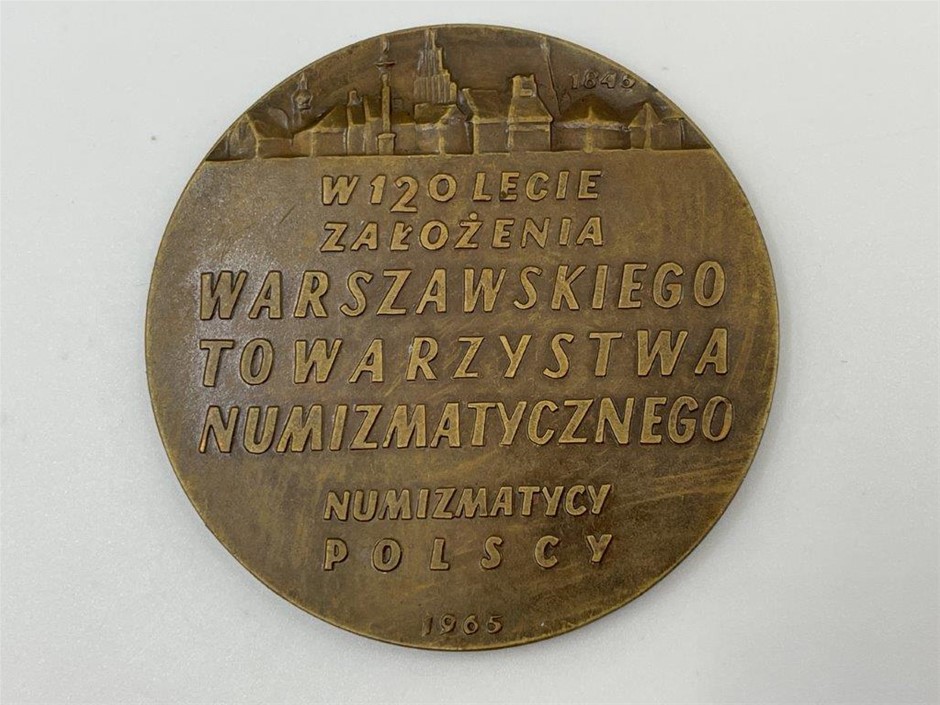 1845
W 120 LECIE
ZAŁOŻENIA
WARSZAWSKIEGO
TOWARZYSTWA
NUMIZMATYCZNEGO
NUMIZMATYCY
POLSCY
1965